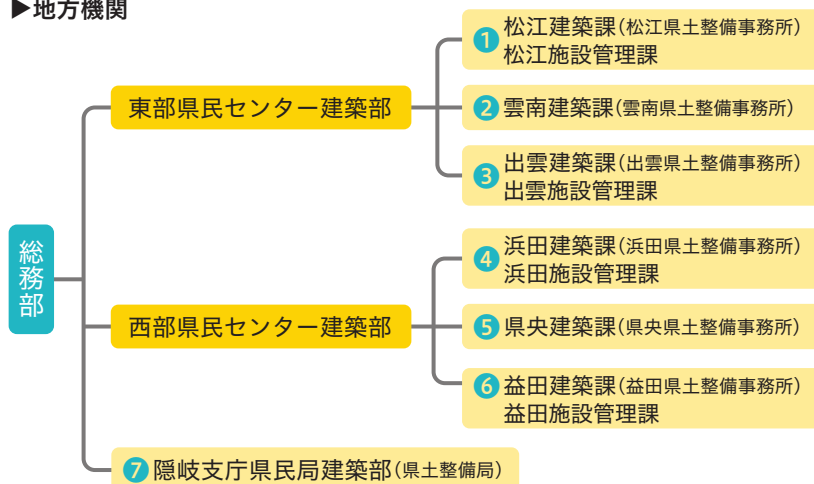 ▶地方機関
総務部
東部県民センター建築部
❶松江建築課(松江県土整備事務所)
松江施設管理課
❷雲南建築課(雲南県土整備事務所)
❸出雲建築課(出雲県土整備事務所)
出雲施設管理課
西部県民センター建築部
❹浜田建築課(浜田県土整備事務所)
浜田施設管理課
❺県央建築課(県央県土整備事務所)
❻益田建築課(益田県土整備事務所)
益田施設管理課
❼隠岐支庁県民局建築部(県土整備局)